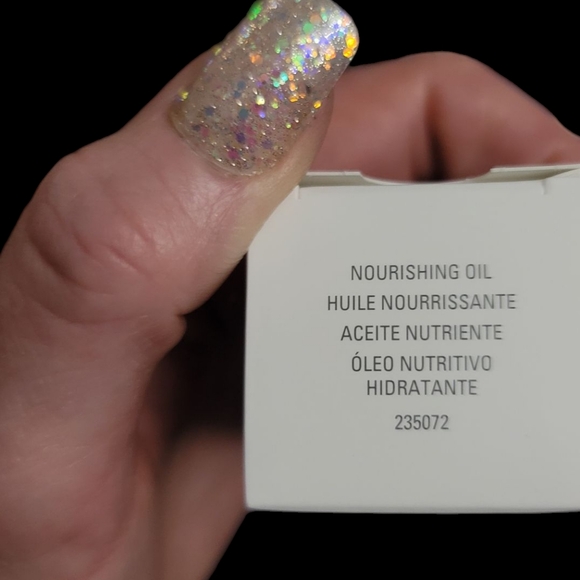 NOURISHING OIL
HUILE NOURRISSANTE
ACEITE NUTRIENTE
ÓLEO NUTRITIVO
HIDRATANTE
235072